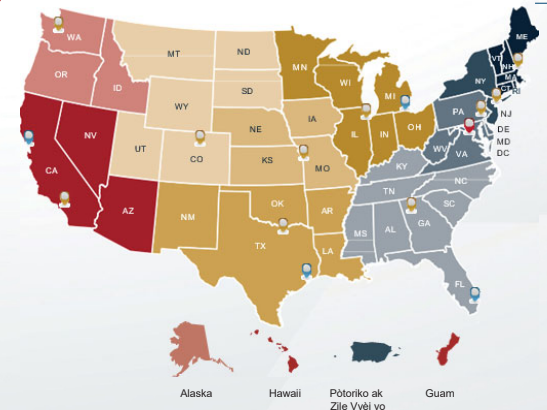 WA
MT
ND
ME
MN
VT
NH
OR
ID
SD
WI
MI
NY
MA
CT
RI
WY
IA
PA
NJ
NE
NV
UT
CO
IL
IN
OH
DE
MD
DC
WV
VA
CA
KS
MO
KY
NC
AZ
NM
OK
AR
TN
SC
TX
LA
MS
AL
GA
FL
Alaska
Hawaii
Pòtoriko ak
Zile Vyèj yo
Guam